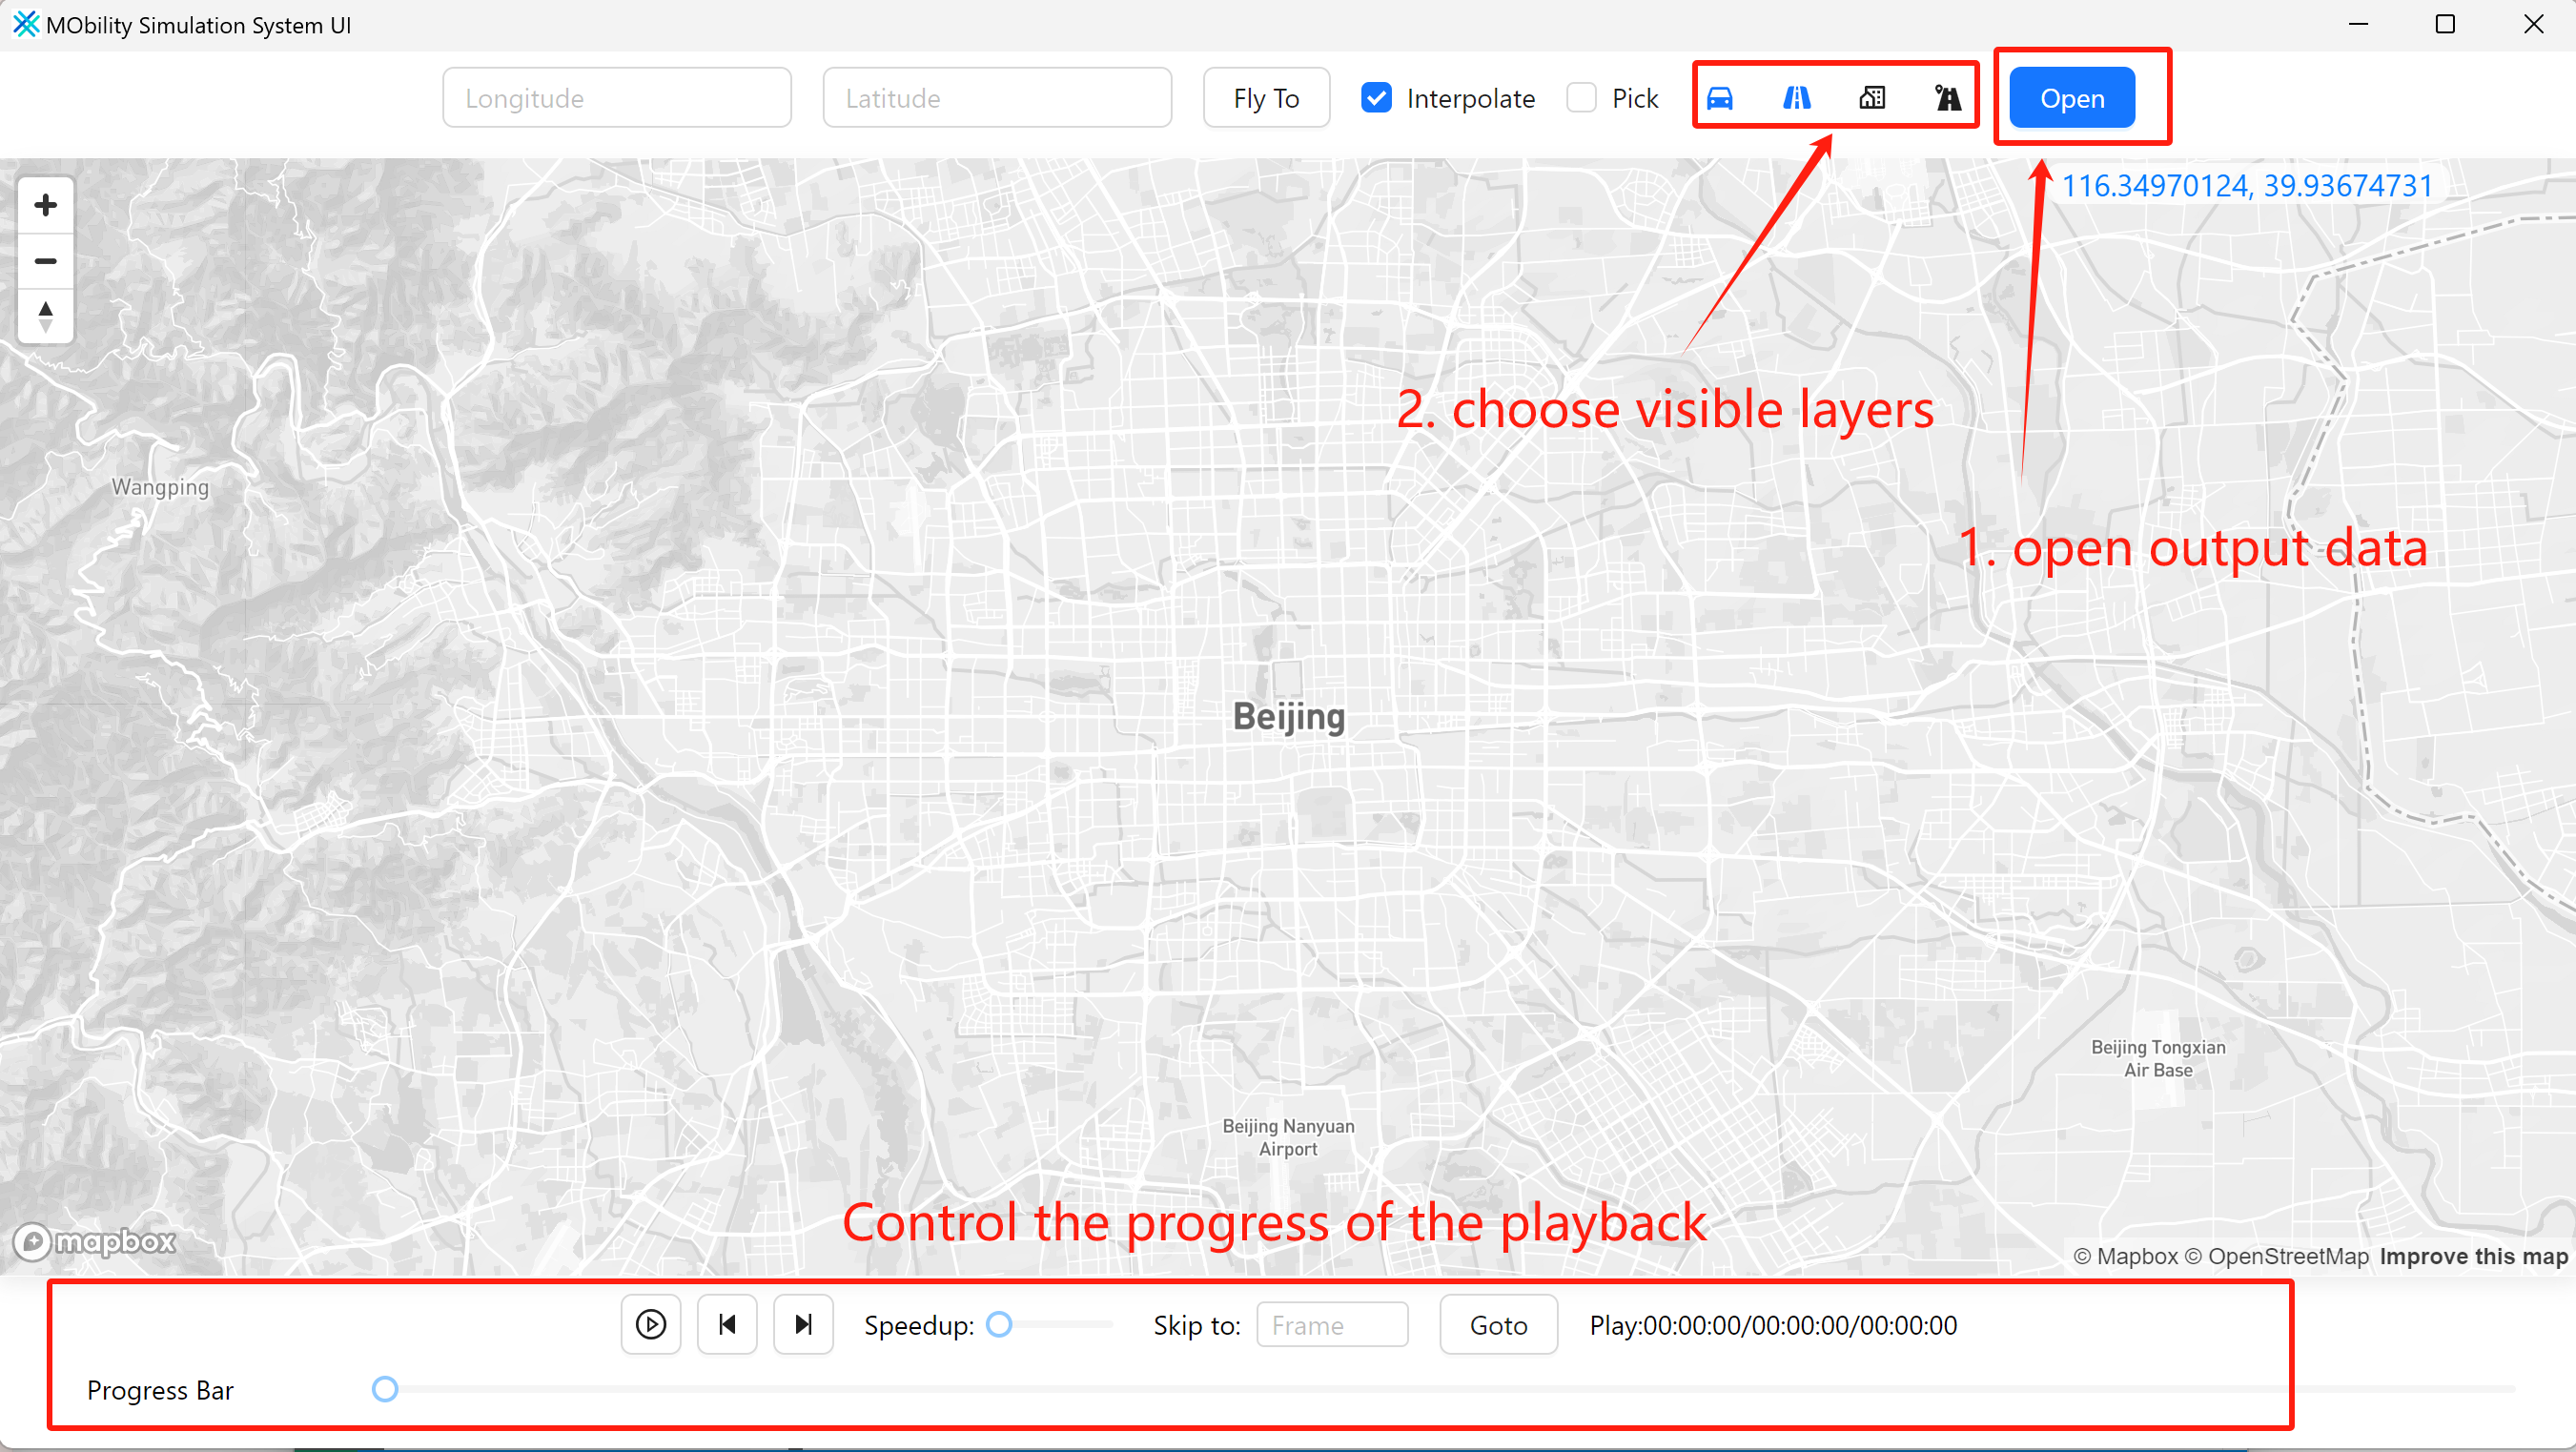 MObility Simulation System UI
Longitude
Latitude
Fly To
Interpolate
Pick
Open
116.34970124, 39.93674731
2. choose visible layers
Wangping
1. open output data
Beijing
Beijing Tongxian
Air Base
Beijing Nanyuan
Airport
Control the progress of the playback
mapbox
© Mapbox © OpenStreetMap Improve this map
Speedup:
Skip to:
Frame
Goto
Play:00:00:00/00:00:00/00:00:00
Progress Bar